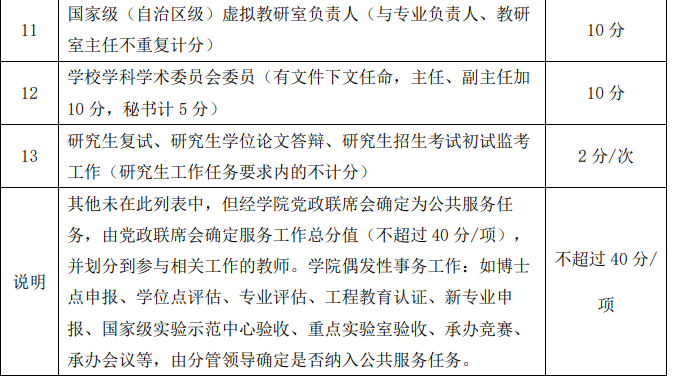 11
国家级（自治区级）虚拟教研室负责人（与专业负责人、教研
室主任不重复计分）
10 分
12
学校学科学术委员会委员（有文件下文任命，主任、副主任加
10 分，秘书计 5 分）
10 分
13
研究生复试、研究生学位论文答辩、研究生招生考试初试监考
工作（研究生工作任务要求内的不计分）
2 分/次
说明
其他未在此列表中，但经学院党政联席会确定为公共服务任
务，由党政联席会确定服务工作总分值（不超过 40 分/项），
并划分到参与相关工作的教师。学院偶发性事务工作：如博士
点申报、学位点评估、专业评估、工程教育认证、新专业申
报、国家级实验示范中心验收、重点实验室验收、承办竞赛、
承办会议等，由分管领导确定是否纳入公共服务任务。
不超过 40 分/
项